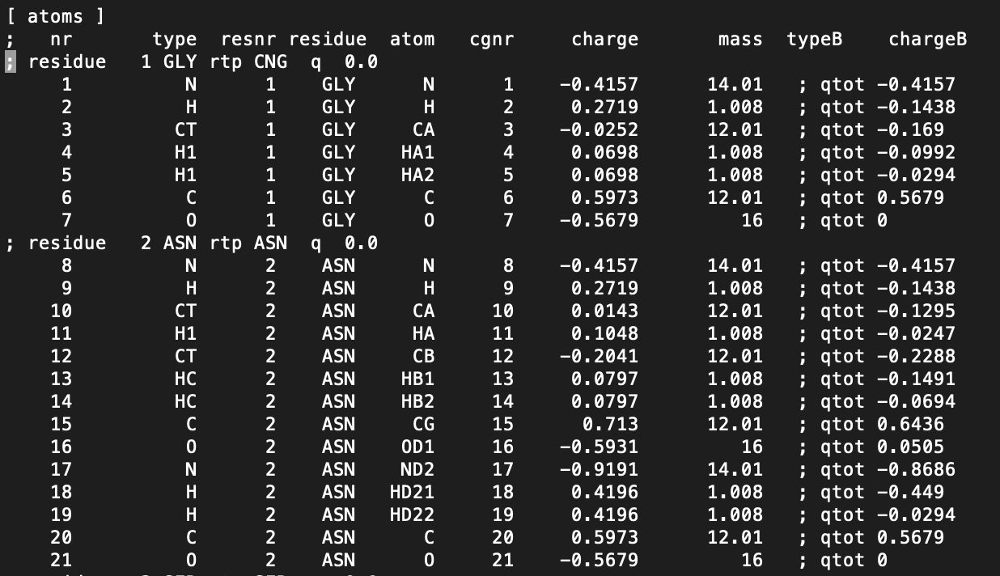 [ atoms ]
;   nr       type  resnr residue  atom   cgnr     charge       mass  typeB    chargeB
; residue   1 GLY rtp CNG  q  0.0
     1          N      1    GLY      N      1    -0.4157      14.01   ; qtot -0.4157
     2          H      1    GLY      H      2     0.2719      1.008   ; qtot -0.1438
     3         CT      1    GLY     CA      3    -0.0252      12.01   ; qtot -0.169
     4         H1      1    GLY    HA1      4     0.0698      1.008   ; qtot -0.0992
     5         H1      1    GLY    HA2      5     0.0698      1.008   ; qtot -0.0294
     6          C      1    GLY      C      6     0.5973      12.01   ; qtot 0.5679
     7          O      1    GLY      O      7    -0.5679         16   ; qtot 0
; residue   2 ASN rtp ASN  q  0.0
     8          N      2    ASN      N      8    -0.4157      14.01   ; qtot -0.4157
     9          H      2    ASN      H      9     0.2719      1.008   ; qtot -0.1438
    10         CT      2    ASN     CA     10     0.0143      12.01   ; qtot -0.1295
    11         H1      2    ASN     HA     11     0.1048      1.008   ; qtot -0.0247
    12         CT      2    ASN     CB     12    -0.2041      12.01   ; qtot -0.2288
    13         HC      2    ASN    HB1     13     0.0797      1.008   ; qtot -0.1491
    14         HC      2    ASN    HB2     14     0.0797      1.008   ; qtot -0.0694
    15          C      2    ASN     CG     15      0.713      12.01   ; qtot 0.6436
    16          O      2    ASN    OD1     16    -0.5931         16   ; qtot 0.0505
    17          N      2    ASN    ND2     17    -0.9191      14.01   ; qtot -0.8686
    18          H      2    ASN   HD21     18     0.4196      1.008   ; qtot -0.449
    19          H      2    ASN   HD22     19     0.4196      1.008   ; qtot -0.0294
    20          C      2    ASN      C     20     0.5973      12.01   ; qtot 0.5679
    21          O      2    ASN      O     21    -0.5679         16   ; qtot 0